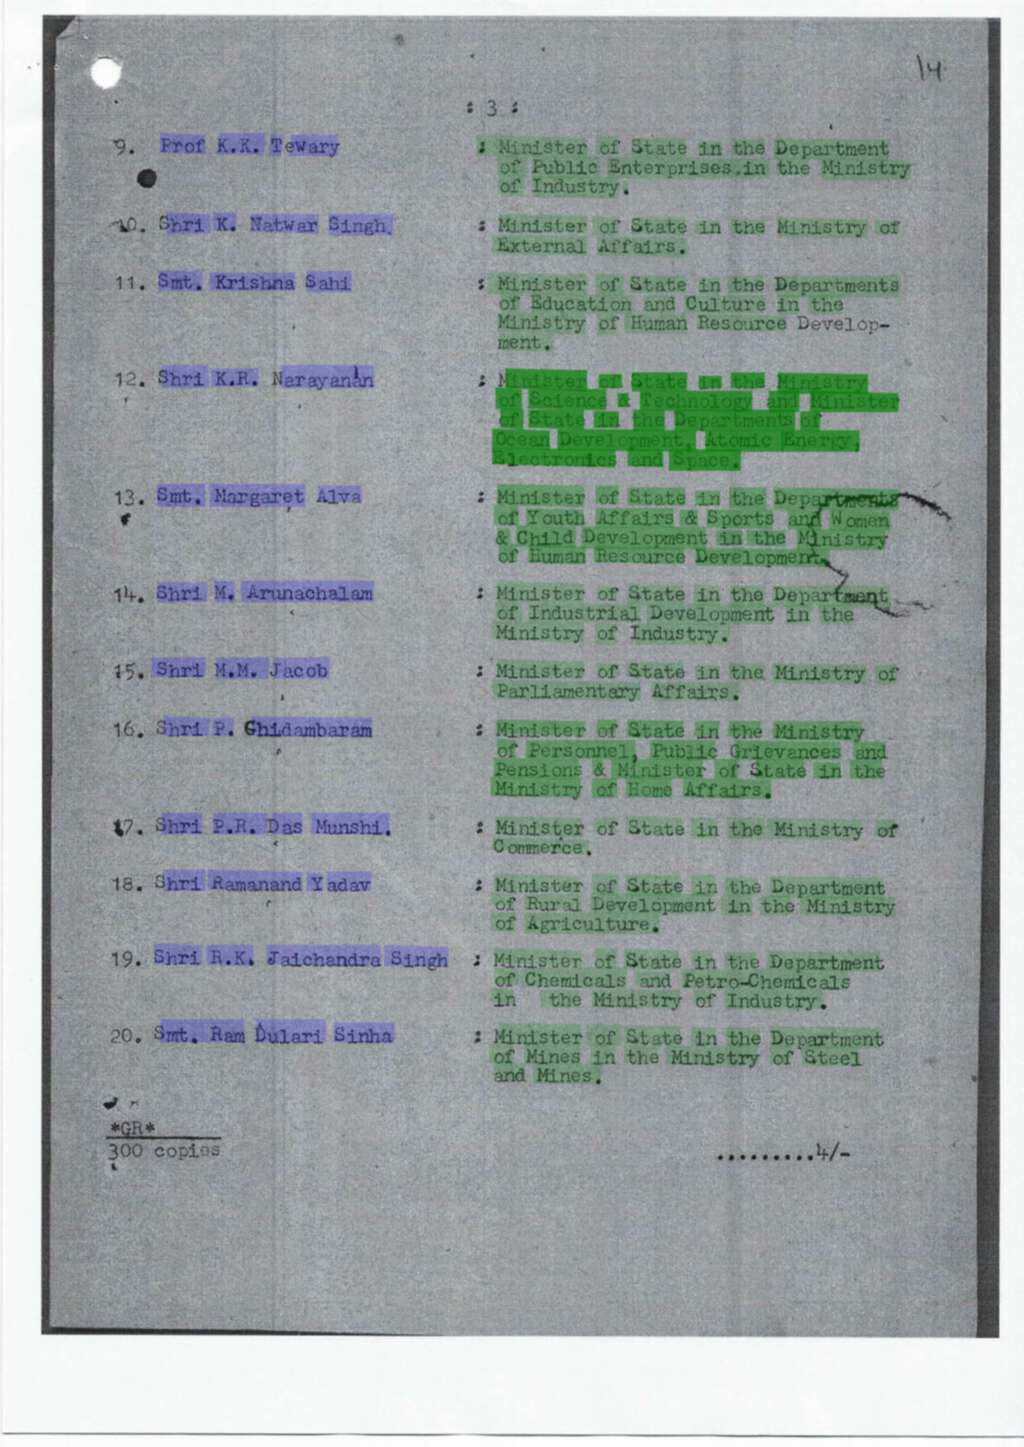 14
: 3 :
9. Prof K.K. Tewary : Minister of State in the Department
of Public Enterprises.in the Ministry
of Industry.
10. Shri K. Natwar Singh. : Minister of State in the Ministry of
External Affairs.
11. Smt. Krishna Sahi : Minister of State in the Departments
of Education and Culture in the
Ministry of Human Resource Develop-
ment.
12. Shri K.R. Narayanan : Minister of State in the Ministry
of Science & Technology and Minister
of State in the Departments of
Ocean Development, Atomic Energy,
Electronics and Space.
13. Smt. Margaret Alva : Minister of State in the Departments
of Youth Affairs & Sports and Women
& Child Development in the Ministry
of Human Resource Development.
14. Shri M. Arunachalam : Minister of State in the Department
of Industrial Development in the
Ministry of Industry.
15. Shri M.M. Jacob : Minister of State in the Ministry of
Parliamentary Affairs.
16. Shri P. Ghidambaram : Minister of State in the Ministry
of Personnel, Public Grievances and
Pensions & Minister of State in the
Ministry of Home Affairs.
17. Shri P.R. Das Munshi. : Minister of State in the Ministry of
Commerce.
18. Shri Ramanand Yadav : Minister of State in the Department
of Rural Development in the Ministry
of Agriculture.
19. Shri R.K. Jaichandra Singh : Minister of State in the Department
of Chemicals and Petro-Chemicals
in the Ministry of Industry.
20. Smt. Ram Dulari Sinha : Minister of State in the Department
of Mines in the Ministry of Steel
and Mines.
*GR*
300 copies ..........4/-